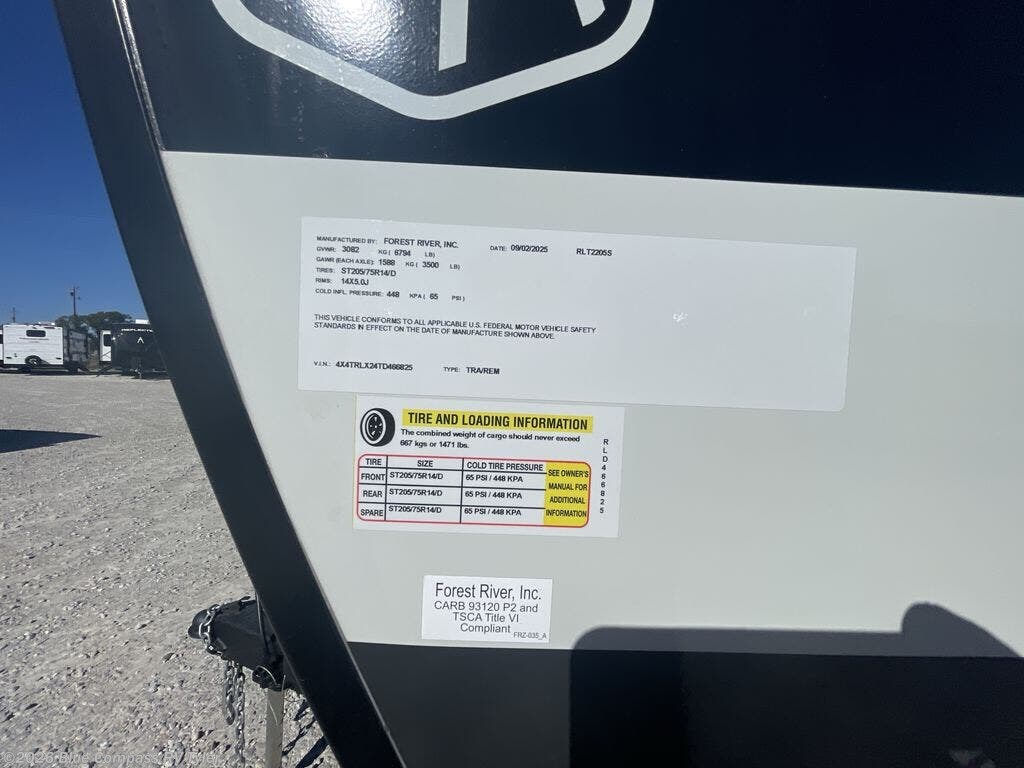 MANUFACTURED BY: FOREST RIVER, INC. DATE: 09/02/2025 RLT2205S
GVWR: 3082 KG ( 6794 LB)
GAWR (EACH AXLE): 1588 KG ( 3500 LB)
TIRES: ST205/75R14/D
RIMS: 14X5.0J
COLD INFL. PRESSURE: 448 KPA ( 65 PSI )
THIS VEHICLE CONFORMS TO ALL APPLICABLE U.S. FEDERAL MOTOR VEHICLE SAFETY
STANDARDS IN EFFECT ON THE DATE OF MANUFACTURE SHOWN ABOVE.
V.I.N.: 4X4TRLX24TD466825 TYPE: TRA/REM
TIRE AND LOADING INFORMATION
The combined weight of cargo should never exceed
667 kgs or 1471 lbs.
TIRE SIZE COLD TIRE PRESSURE
FRONT ST205/75R14/D 65 PSI / 448 KPA
REAR ST205/75R14/D 65 PSI / 448 KPA
SPARE ST205/75R14/D 65 PSI / 448 KPA
SEE OWNER'S
MANUAL FOR
ADDITIONAL
INFORMATION
RLD466825
Forest River, Inc.
CARB 93120 P2 and
TSCA Title VI
Compliant
FRZ-035_A
© 2026 Blue Compass RV Tyler